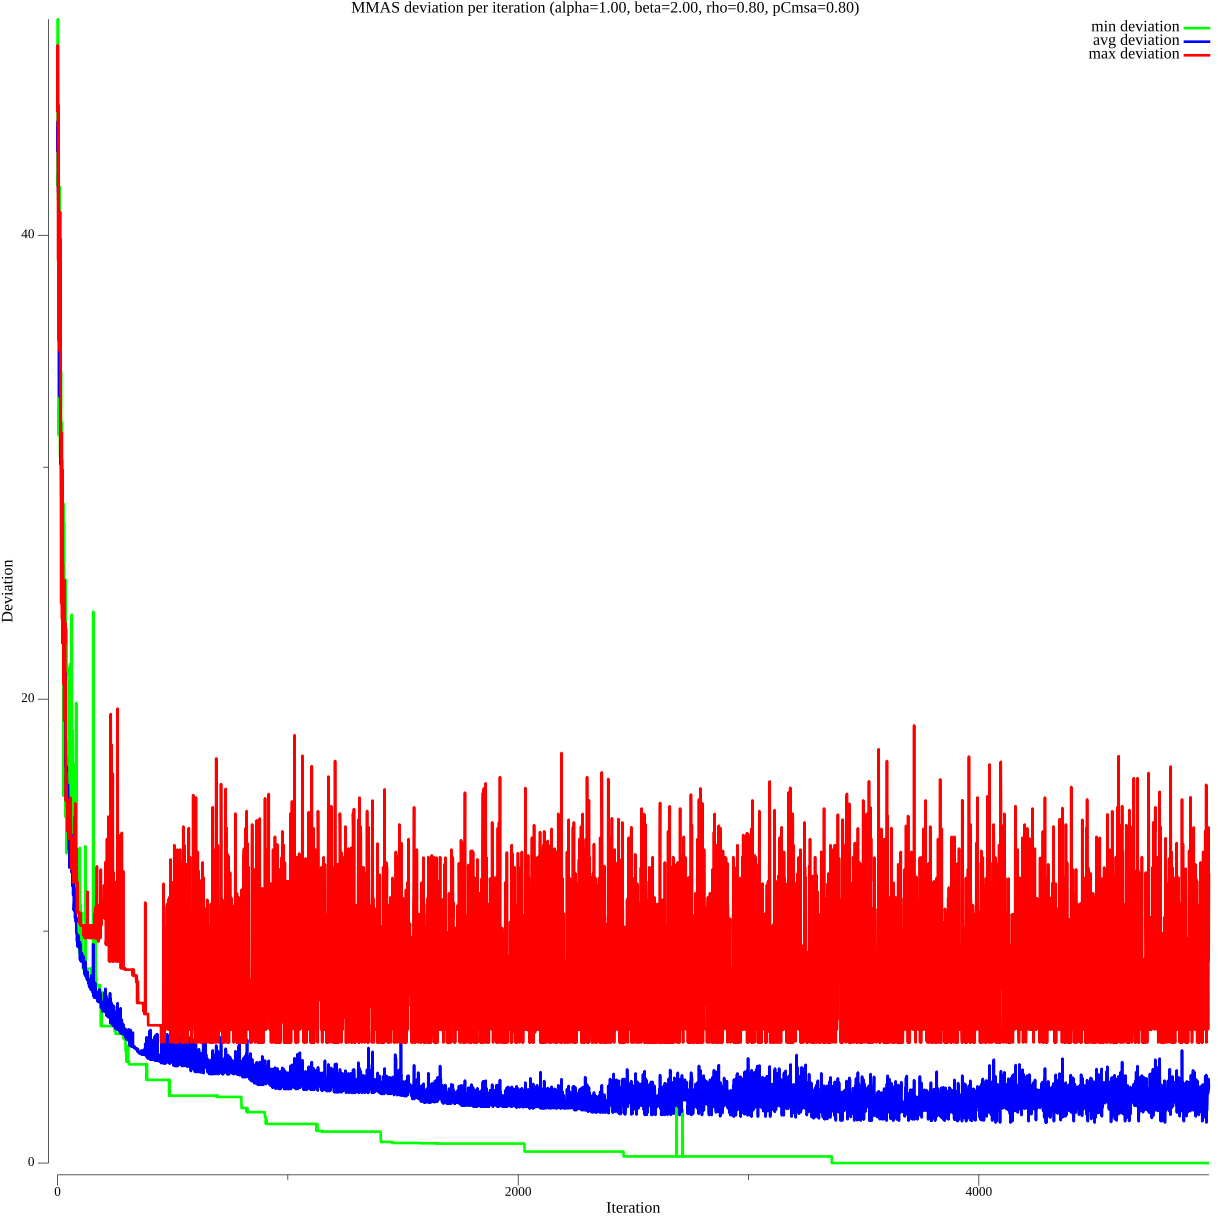 MMAS deviation per iteration (alpha=1.00, beta=2.00, rho=0.80, pCmsa=0.80)
min deviation
avg deviation
max deviation
40
20
0
Deviation
0
2000
4000
Iteration